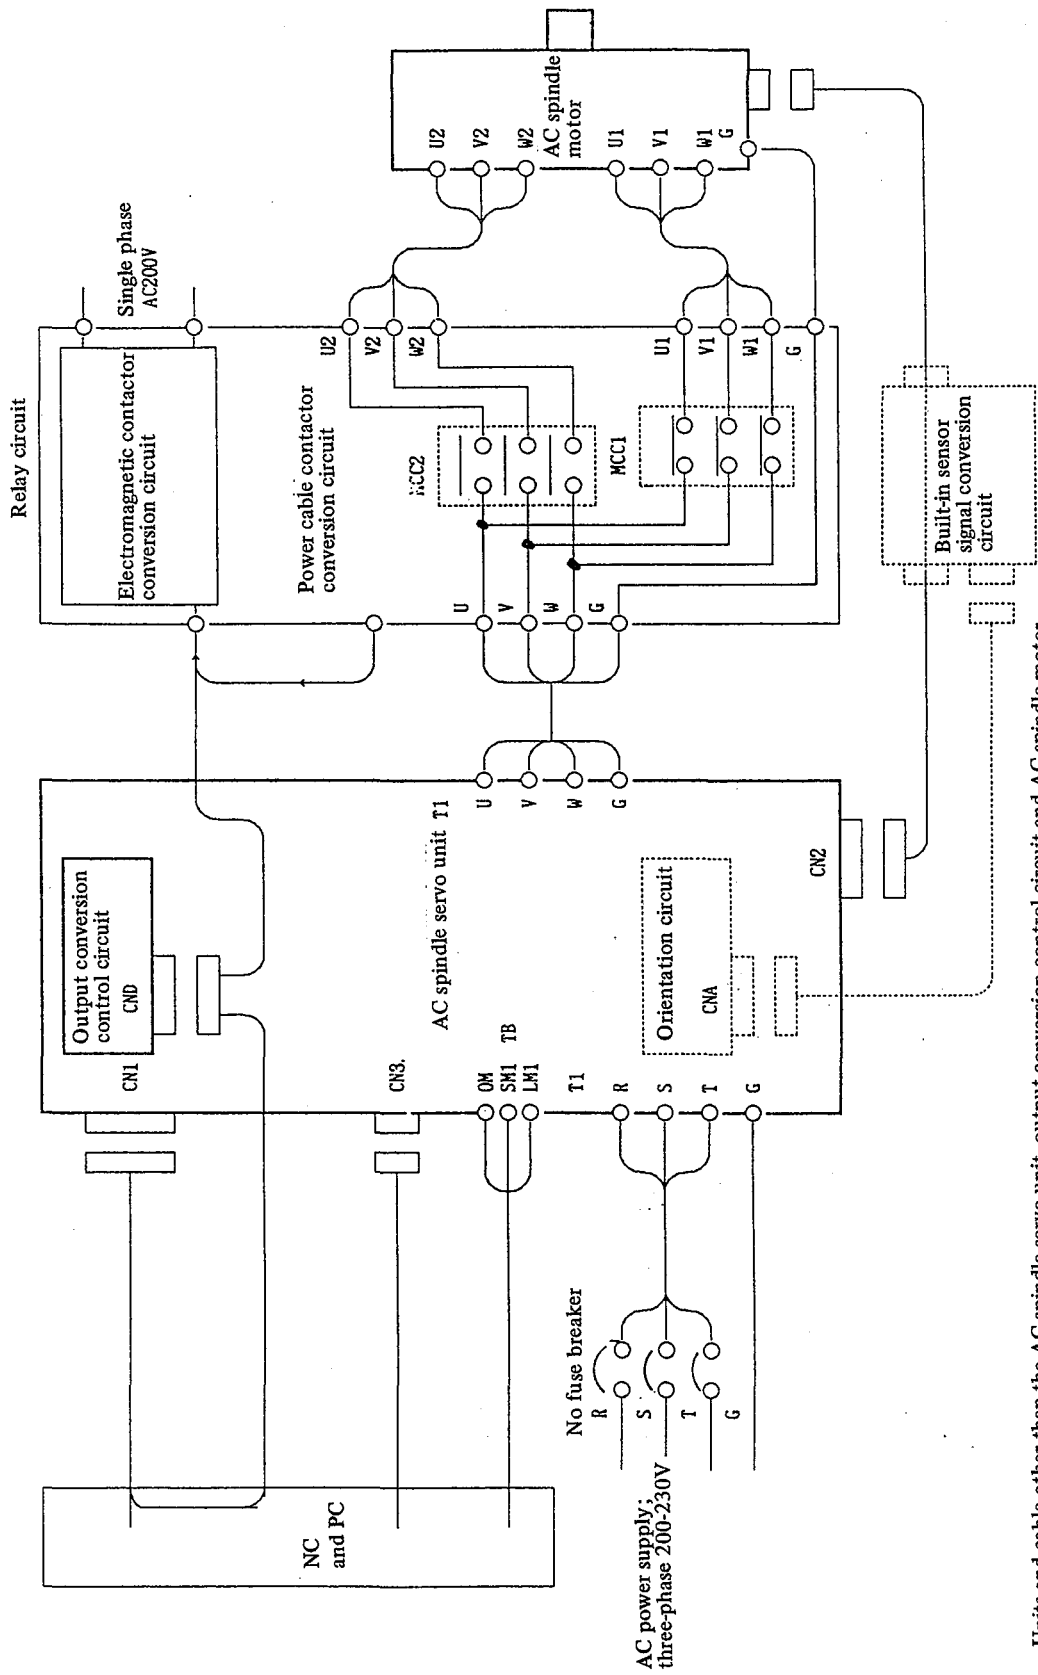 Relay circuit
Electromagnetic contactor
conversion circuit
Single phase
AC200V
Power cable contactor
conversion circuit
U2
V2
W2
MCC1
U1
V1
W1
G
U
V
W
G
U2
V2
W2
AC spindle
motor
U1
V1
W1
G
Built-in sensor
signal conversion
circuit
Output conversion
control circuit
CND
CN1
CN3.
AC spindle servo unit
T1
U
V
W
G
OM
SM1
LM1
TB
T1
R
S
T
G
Orientation circuit
CNA
CN2
NC
and PC
No fuse breaker
R
S
T
G
AC power supply;
three-phase 200-230V